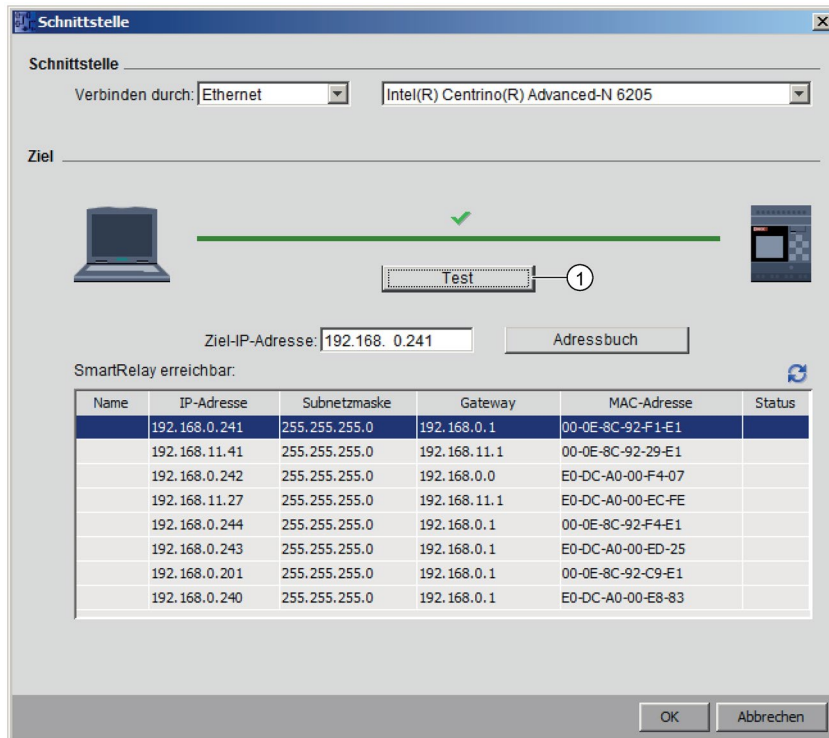 Schnittstelle
Schnittstelle
Verbinden durch: Ethernet Intel(R) Centrino(R) Advanced-N 6205
Ziel
Test 1
Ziel-IP-Adresse: 192.168. 0.241 Adressbuch
SmartRelay erreichbar:
Name IP-Adresse Subnetzmaske Gateway MAC-Adresse Status
192.168.0.241 255.255.255.0 192.168.0.1 00-0E-8C-92-F1-E1
192.168.11.41 255.255.255.0 192.168.11.1 00-0E-8C-92-29-E1
192.168.0.242 255.255.255.0 192.168.0.0 E0-DC-A0-00-F4-07
192.168.11.27 255.255.255.0 192.168.11.1 E0-DC-A0-00-EC-FE
192.168.0.244 255.255.255.0 192.168.0.1 00-0E-8C-92-F4-E1
192.168.0.243 255.255.255.0 192.168.0.1 E0-DC-A0-00-ED-25
192.168.0.201 255.255.255.0 192.168.0.1 00-0E-8C-92-C9-E1
192.168.0.240 255.255.255.0 192.168.0.1 E0-DC-A0-00-E8-83
OK Abbrechen